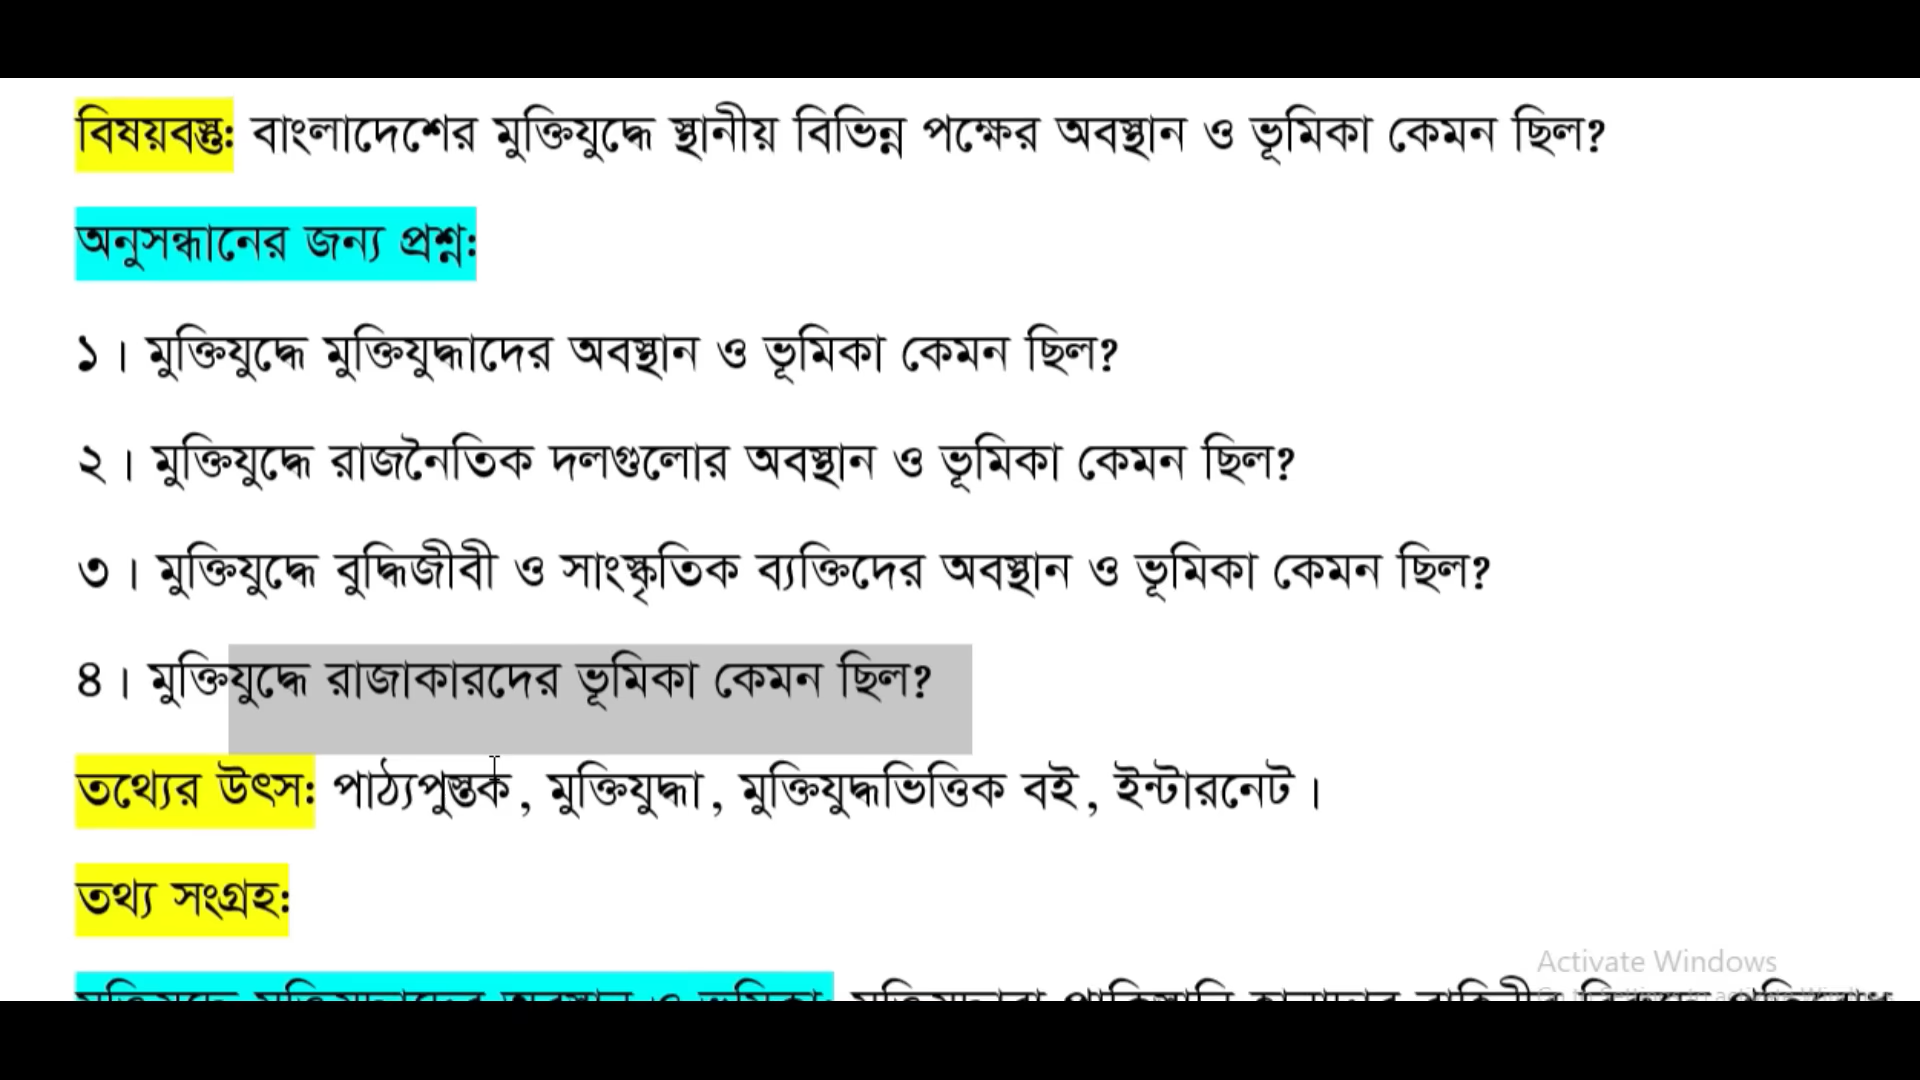 বিষয়বস্তু: বাংলাদেশের মুক্তিযুদ্ধে স্থানীয় বিভিন্ন পক্ষের অবস্থান ও ভূমিকা কেমন ছিল?
অনুসন্ধানের জন্য প্রশ্ন:
১। মুক্তিযুদ্ধে মুক্তিযুদ্ধাদের অবস্থান ও ভূমিকা কেমন ছিল?
২। মুক্তিযুদ্ধে রাজনৈতিক দলগুলোর অবস্থান ও ভূমিকা কেমন ছিল?
৩। মুক্তিযুদ্ধে বুদ্ধিজীবী ও সাংস্কৃতিক ব্যক্তিদের অবস্থান ও ভূমিকা কেমন ছিল?
৪। মুক্তিযুদ্ধে রাজাকারদের ভূমিকা কেমন ছিল?
তথ্যের উৎস: পাঠ্যপুস্তক, মুক্তিযুদ্ধা, মুক্তিযুদ্ধভিত্তিক বই, ইন্টারনেট।
তথ্য সংগ্রহ:
Activate Windows